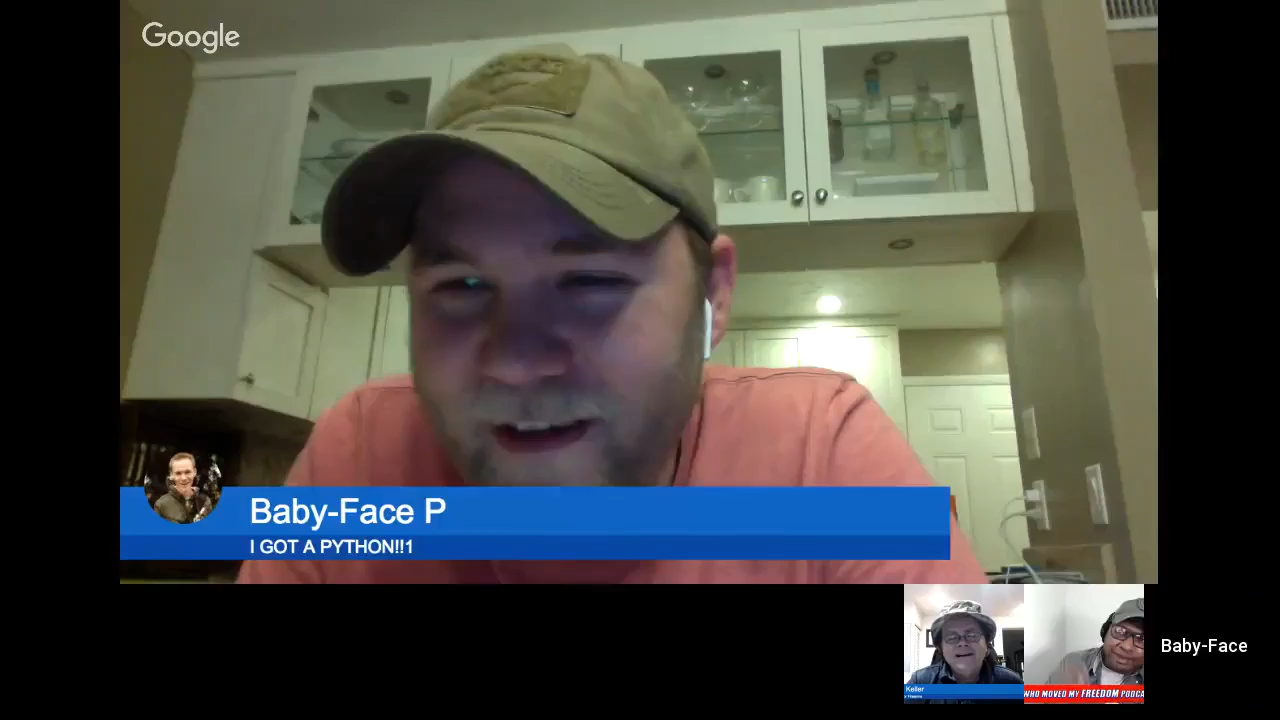 Google
Baby-Face P
I GOT A PYTHON!!1
Keller
WHO MOVED MY FREEDOM PODCA
Baby-Face